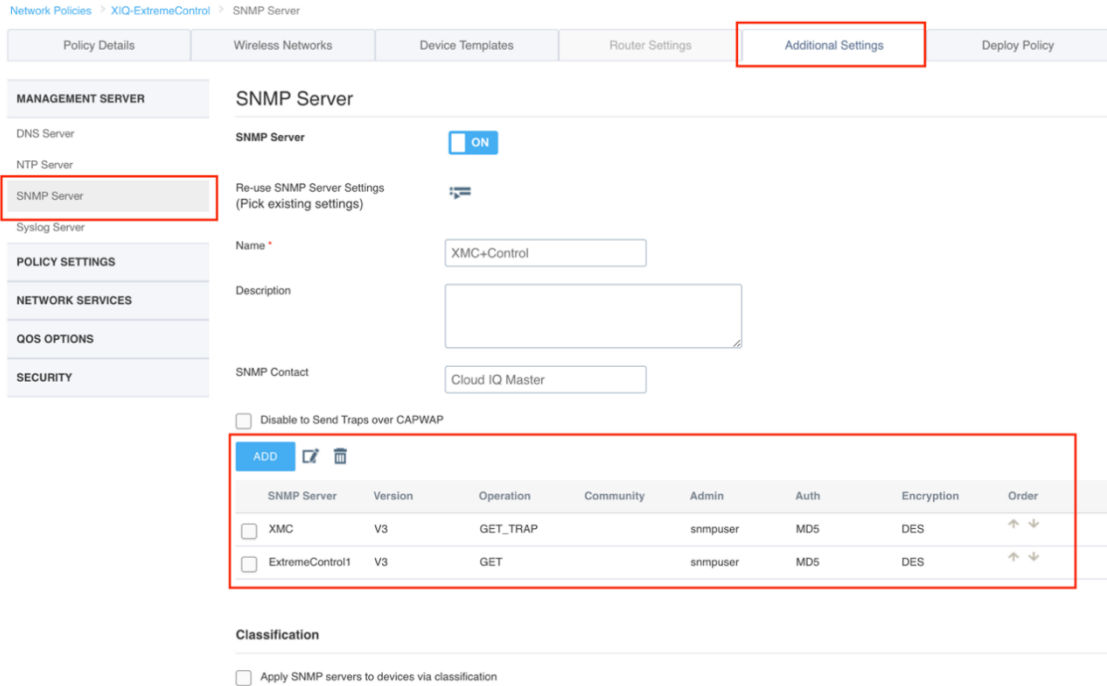 Network Policies > XIQ-ExtremeControl > SNMP Server
Policy Details Wireless Networks Device Templates Router Settings Additional Settings Deploy Policy
MANAGEMENT SERVER
DNS Server
NTP Server
SNMP Server
Syslog Server
POLICY SETTINGS
NETWORK SERVICES
QOS OPTIONS
SECURITY
SNMP Server
SNMP Server ON
Re-use SNMP Server Settings
(Pick existing settings)
Name * XMC+Control
Description
SNMP Contact Cloud IQ Master
Disable to Send Traps over CAPWAP
ADD
SNMP Server Version Operation Community Admin Auth Encryption Order
XMC V3 GET_TRAP snmpuser MD5 DES
ExtremeControl1 V3 GET snmpuser MD5 DES
Classification
Apply SNMP servers to devices via classification